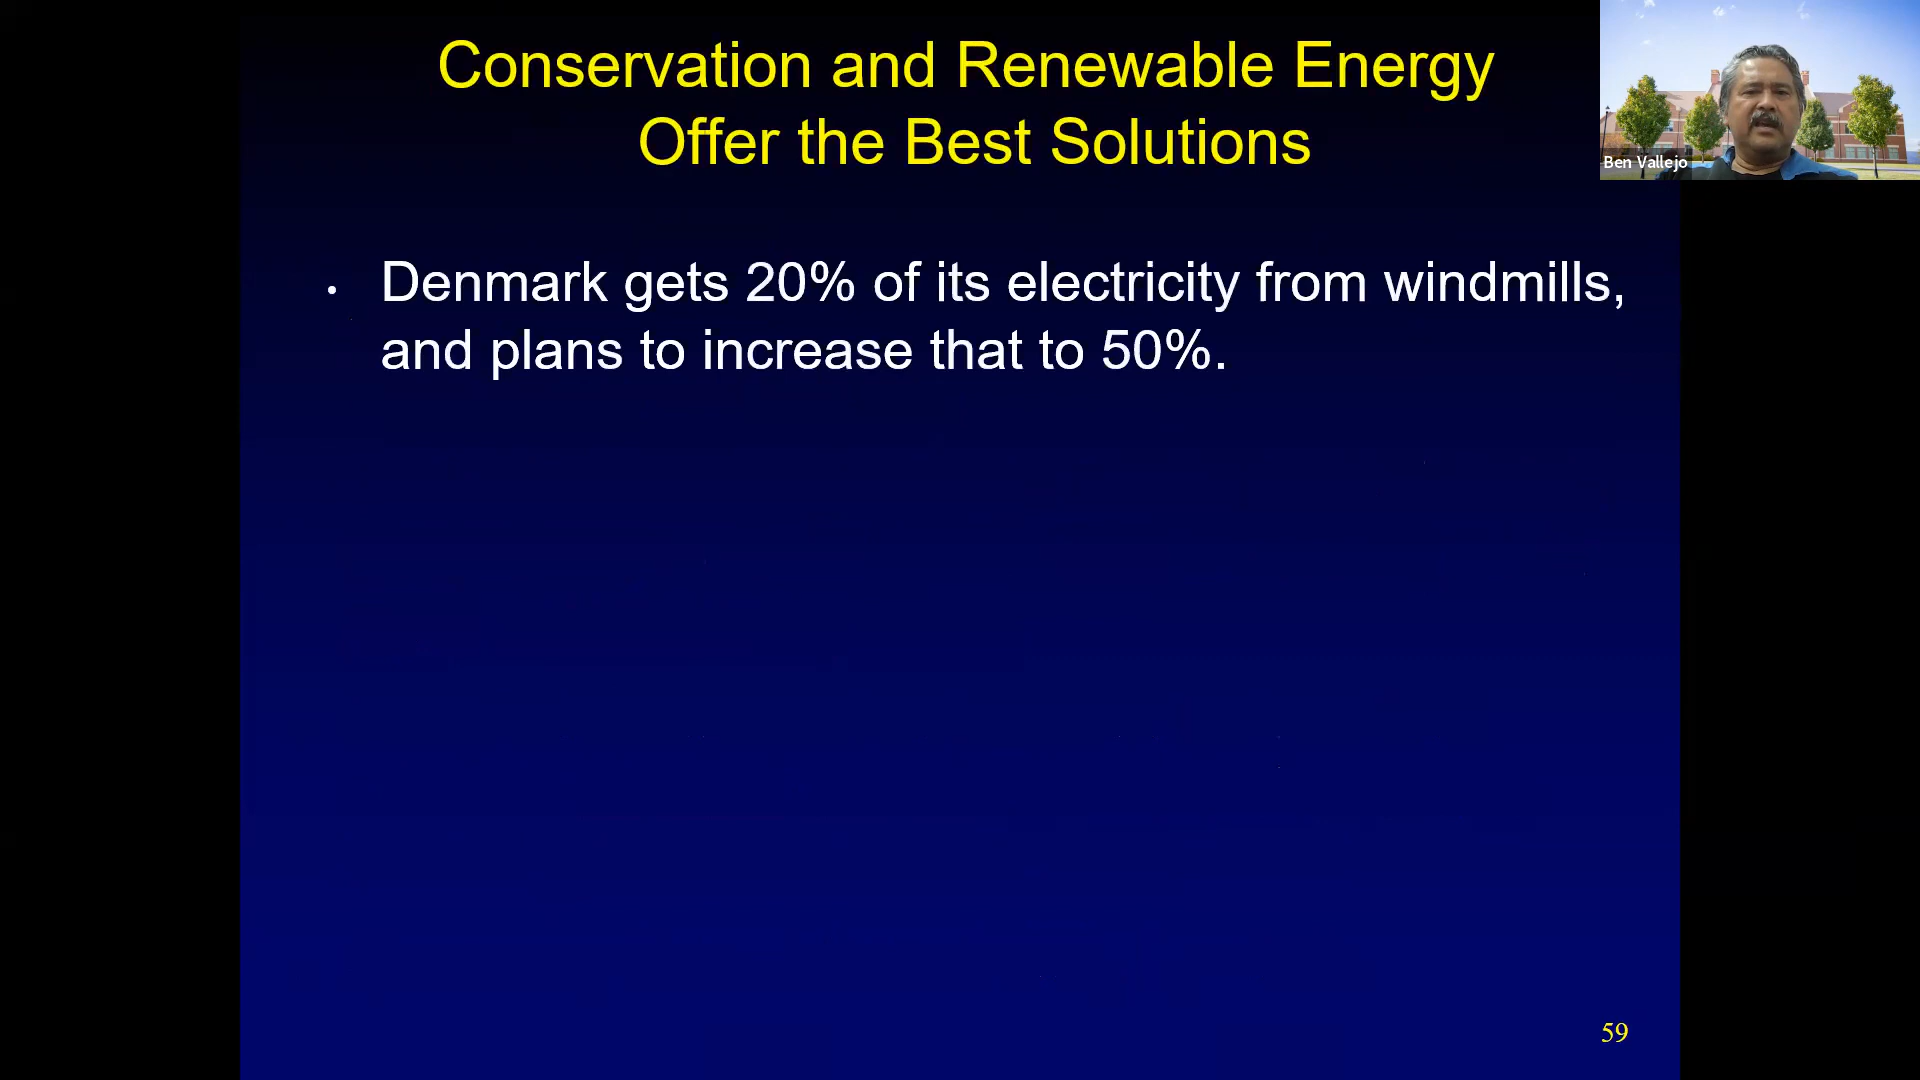 Conservation and Renewable Energy
Offer the Best Solutions
Ben Vallejo
• Denmark gets 20% of its electricity from windmills,
and plans to increase that to 50%.
59